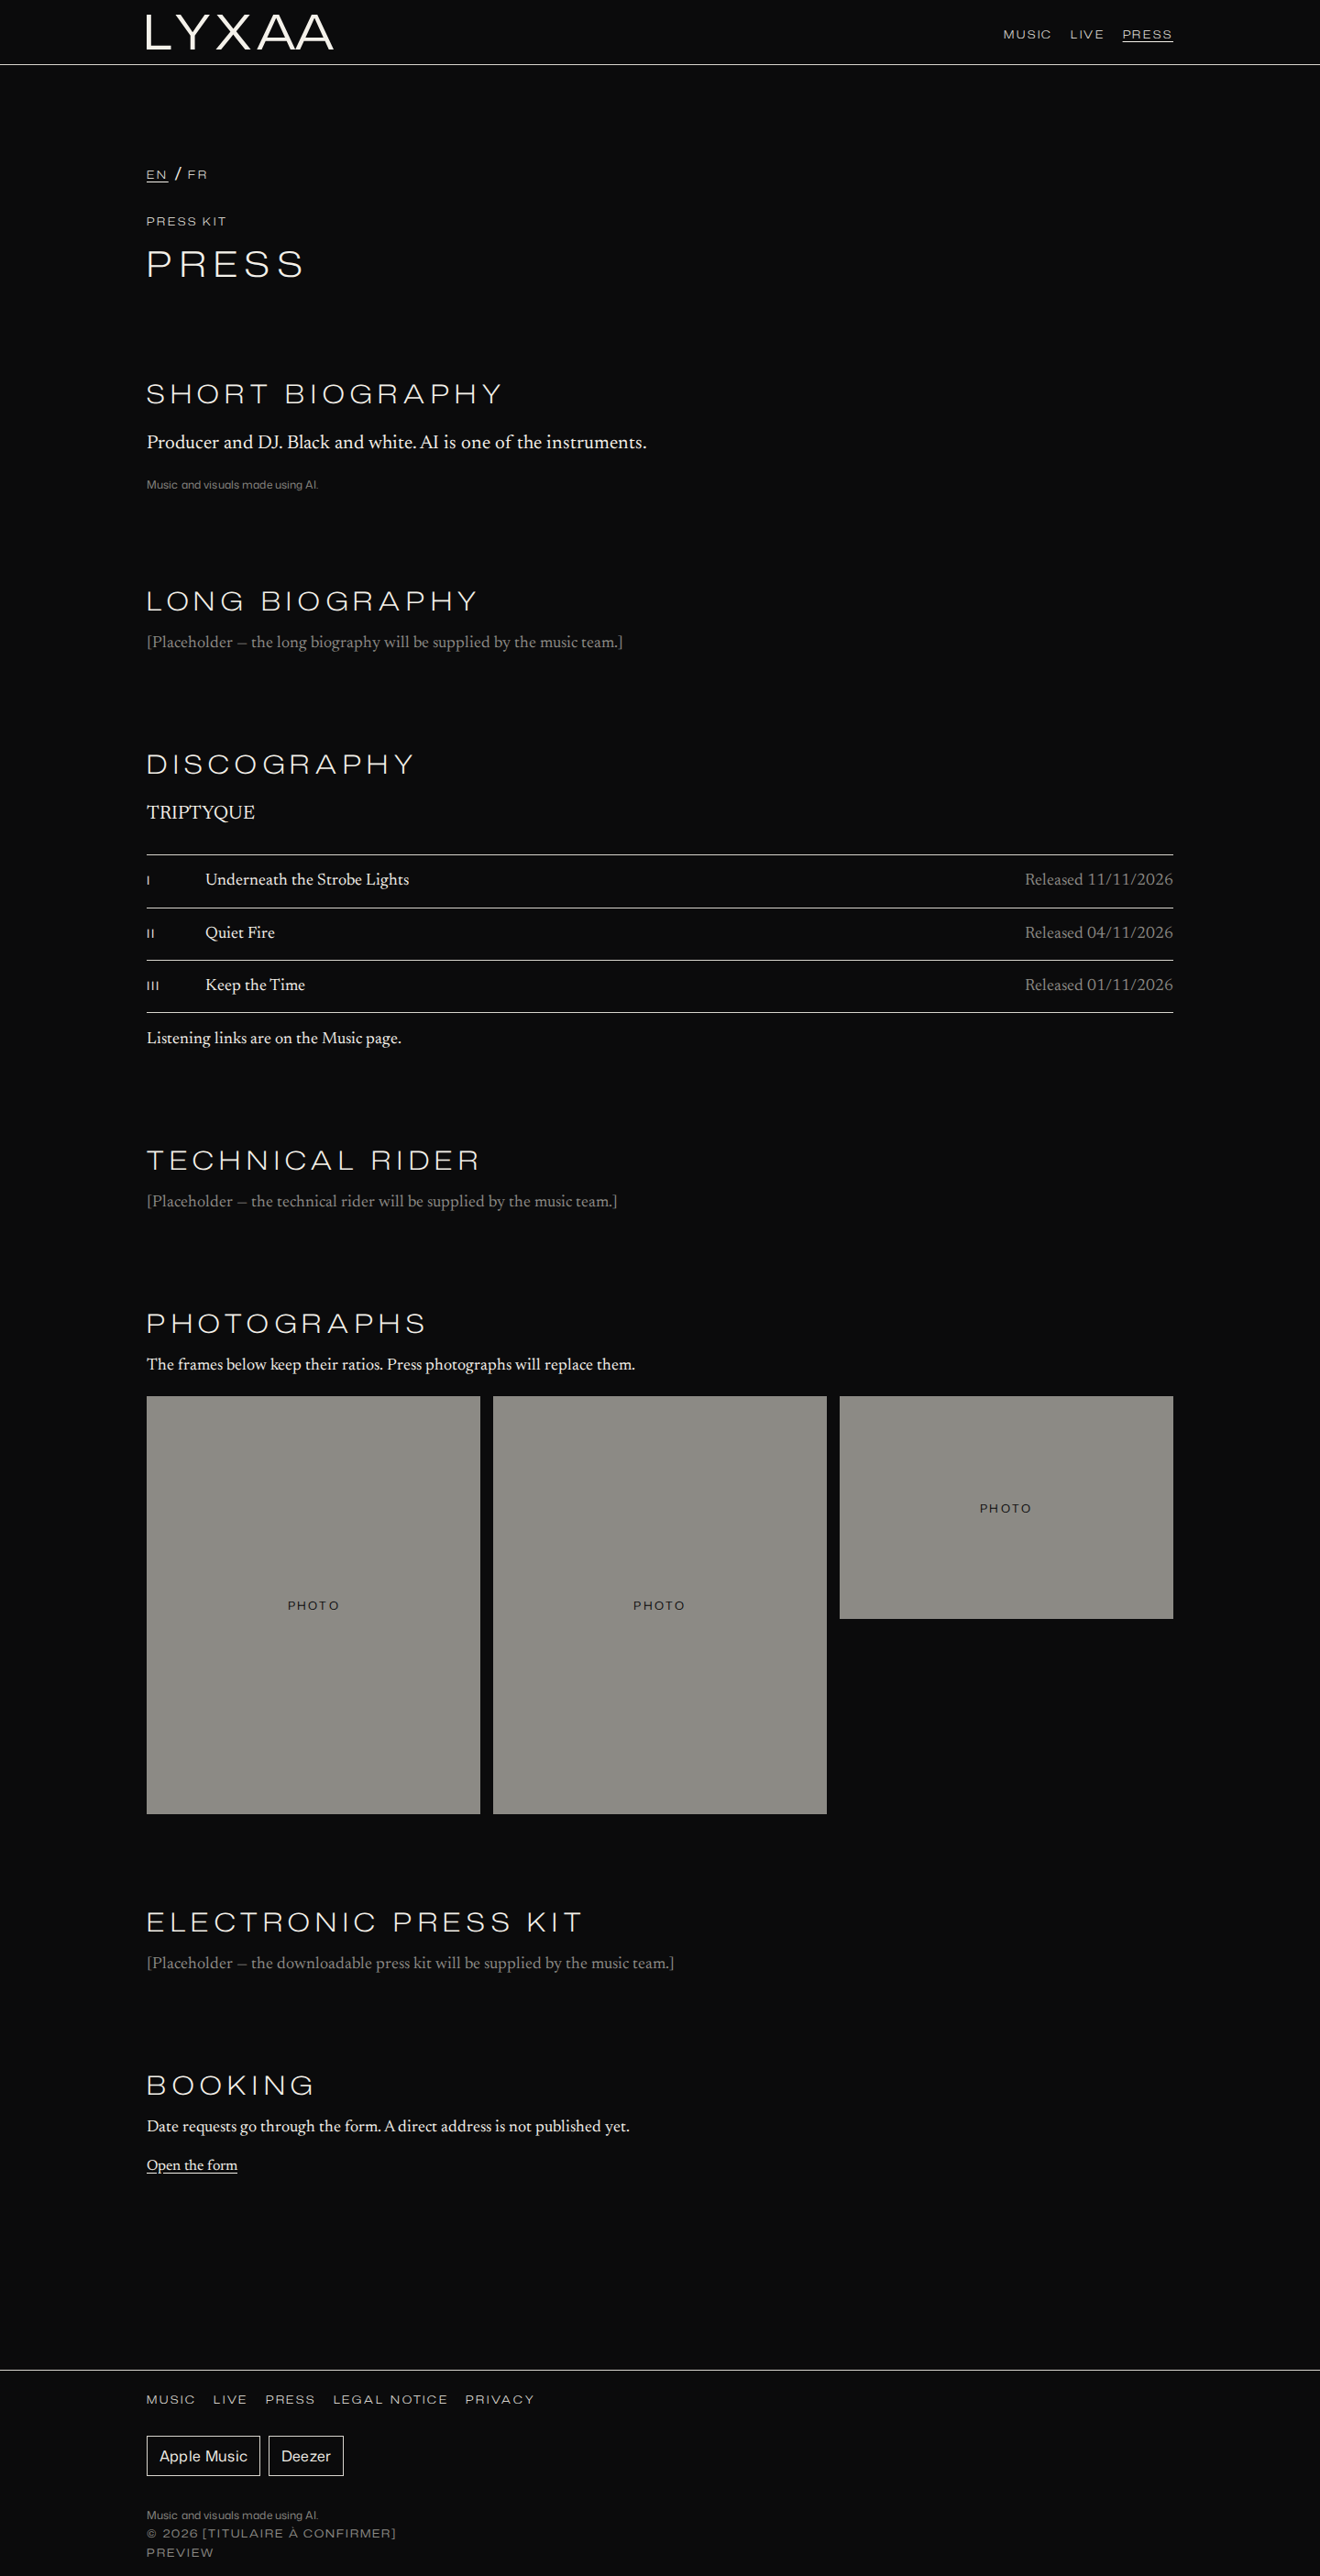 LYXAA
MUSIC LIVE PRESS
EN / FR
PRESS KIT
PRESS
SHORT BIOGRAPHY
Producer and DJ. Black and white. AI is one of the instruments.
Music and visuals made using AI.
LONG BIOGRAPHY
[Placeholder — the long biography will be supplied by the music team.]
DISCOGRAPHY
TRIPTYQUE
I Underneath the Strobe Lights Released 11/11/2026
II Quiet Fire Released 04/11/2026
III Keep the Time Released 01/11/2026
Listening links are on the Music page.
TECHNICAL RIDER
[Placeholder — the technical rider will be supplied by the music team.]
PHOTOGRAPHS
The frames below keep their ratios. Press photographs will replace them.
PHOTO
PHOTO
PHOTO
ELECTRONIC PRESS KIT
[Placeholder — the downloadable press kit will be supplied by the music team.]
BOOKING
Date requests go through the form. A direct address is not published yet.
Open the form
MUSIC LIVE PRESS LEGAL NOTICE PRIVACY
Apple Music Deezer
Music and visuals made using AI.
© 2026 [TITULAIRE À CONFIRMER]
PREVIEW